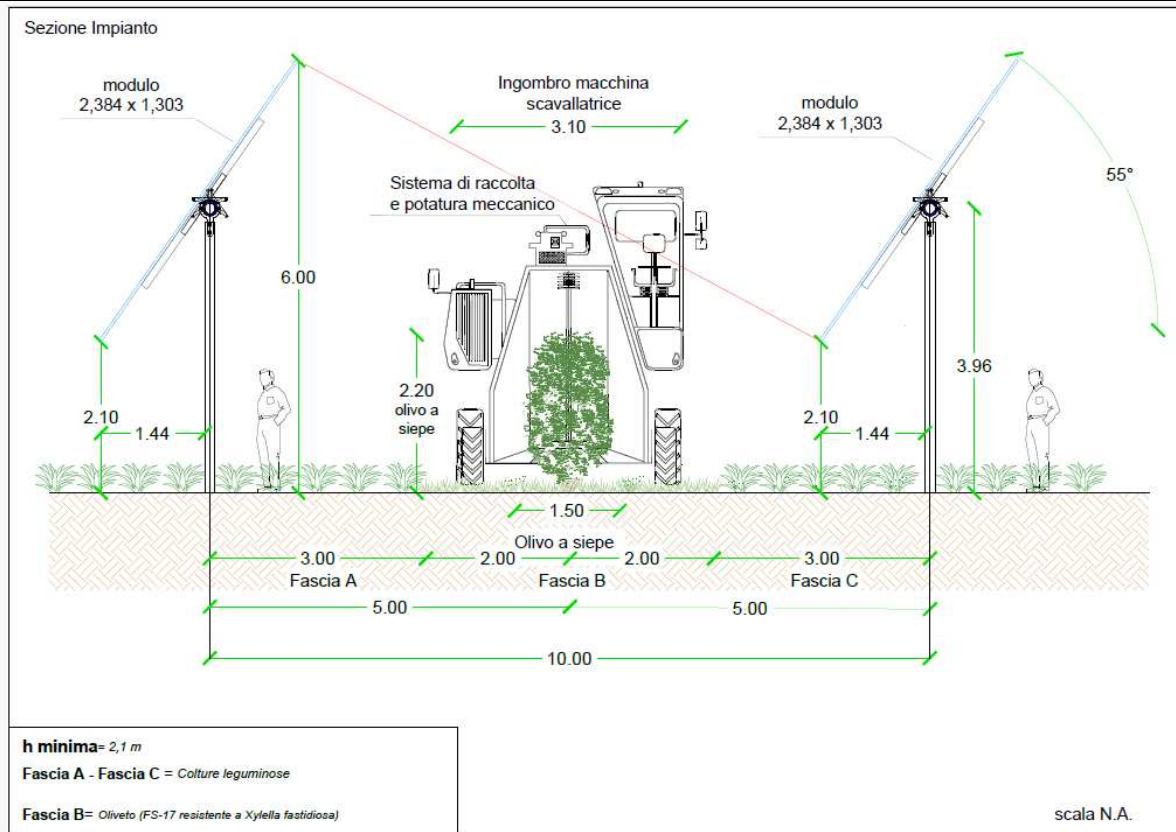 Sezione Impianto
modulo
2,384 x 1,303
Ingombro macchina
scavallatrice
3.10
modulo
2,384 x 1,303
55°
Sistema di raccolta
e potatura meccanico
6.00
3.96
2.20
olivo a
siepe
2.10
1.44
2.10
1.44
1.50
Olivo a siepe
3.00
2.00
2.00
3.00
Fascia A
Fascia B
Fascia C
5.00
5.00
10.00
h minima= 2,1 m
Fascia A - Fascia C = Colture leguminose
Fascia B= Oliveto (FS-17 resistente a Xylella fastidiosa)
scala N.A.